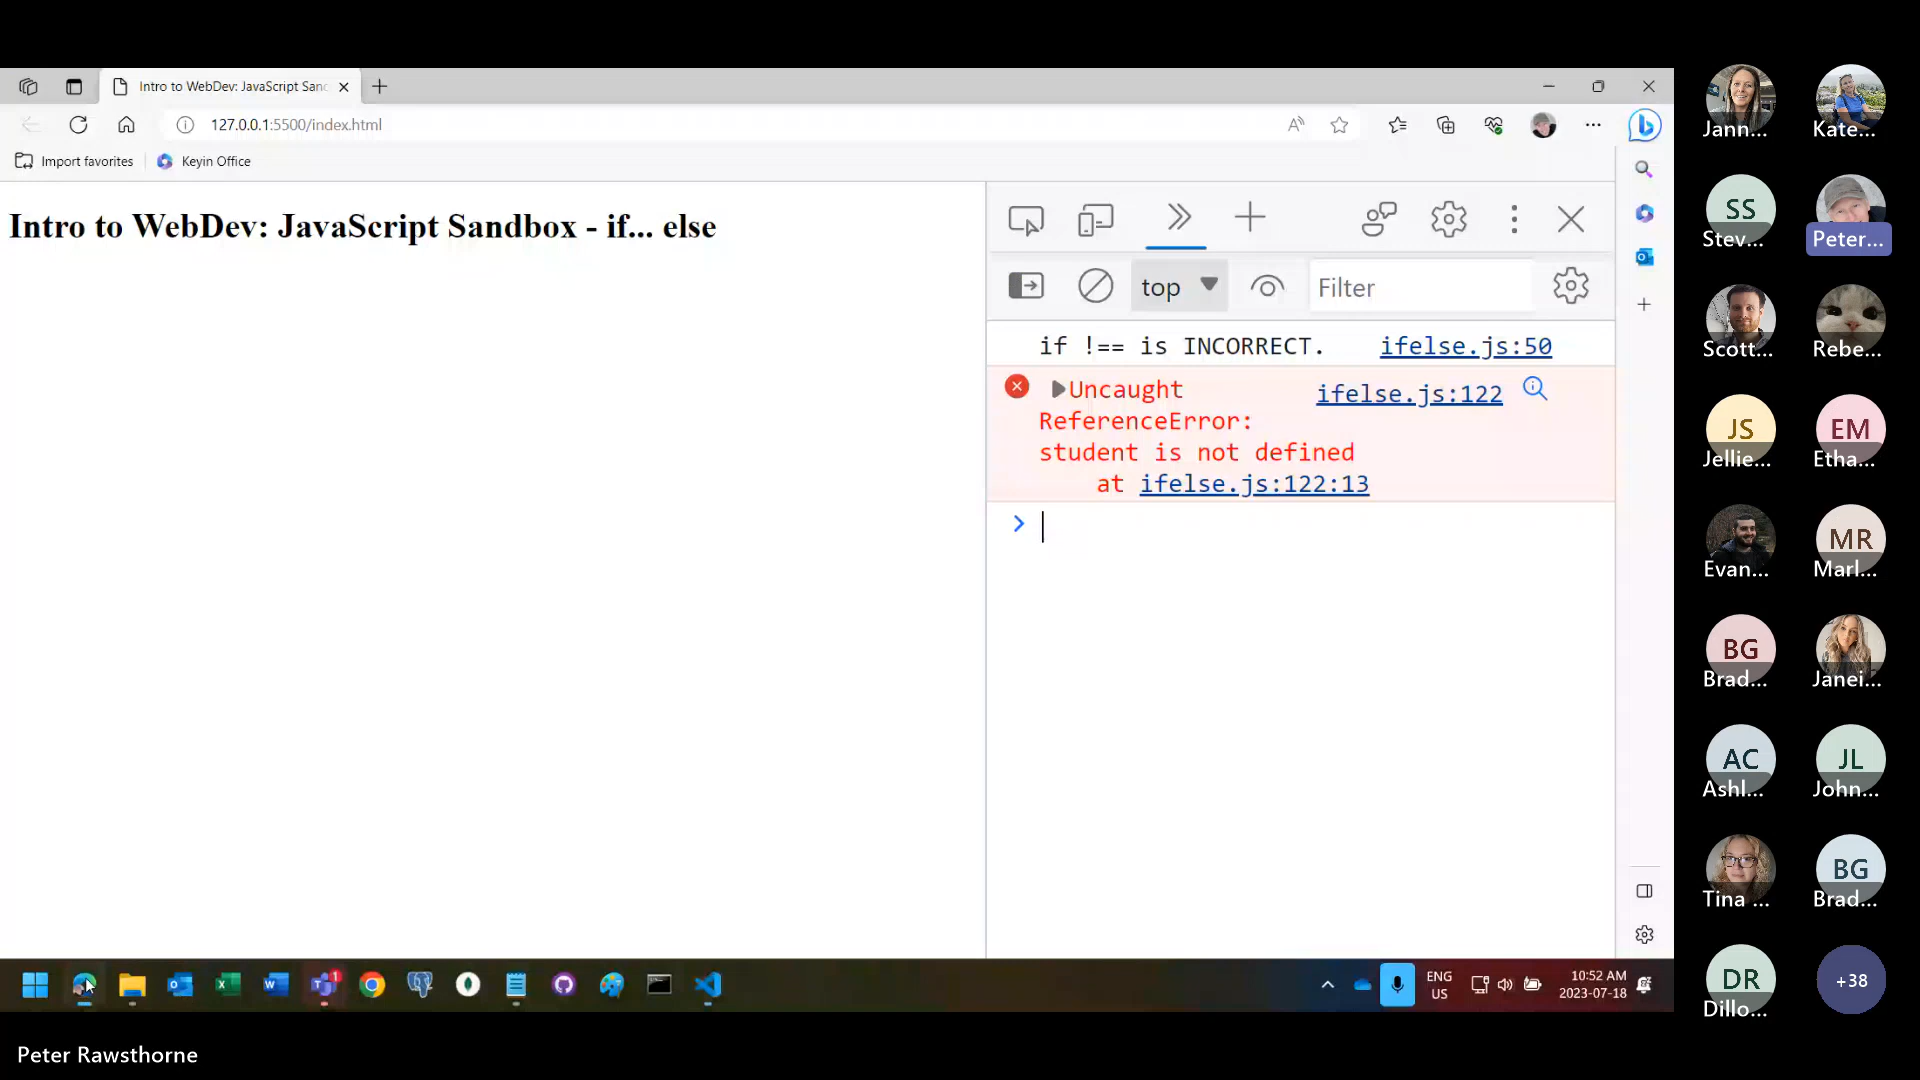 Intro to WebDev: JavaScript Sanc
127.0.0.1:5500/index.html
Import favorites
Keyin Office
Intro to WebDev: JavaScript Sandbox - if... else
top
Filter
if !== is INCORRECT. ifelse.js:50
Uncaught ifelse.js:122
ReferenceError:
student is not defined
at ifelse.js:122:13
ENG
US
10:52 AM
2023-07-18
Peter Rawsthorne
Jann...
Kate...
SS
Stev...
Peter...
Scott...
Rebe...
JS
Jellie...
EM
Etha...
Evan...
MR
Marl...
BG
Brad...
Janei...
AC
Ashl...
JL
John...
Tina ...
BG
Brad...
DR
Dillo...
+38